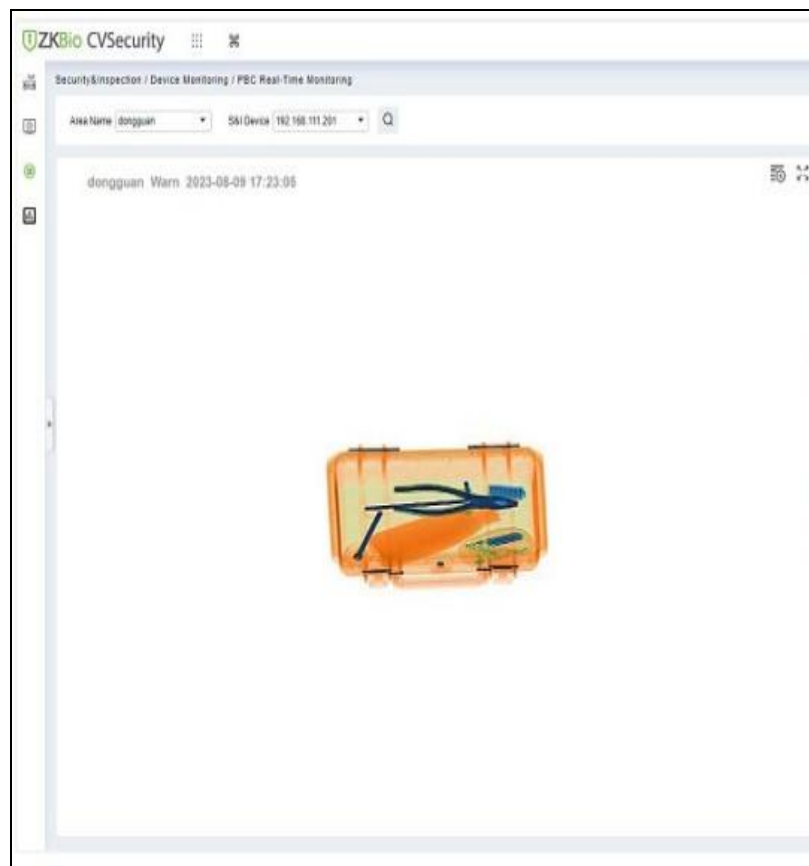 ZKBio CVSecurity
Security&Inspection / Device Monitoring / PBC Real-Time Monitoring
Area Name dongguan S&I Device 192.168.111.201
dongguan Warn 2023-08-09 17:23:05